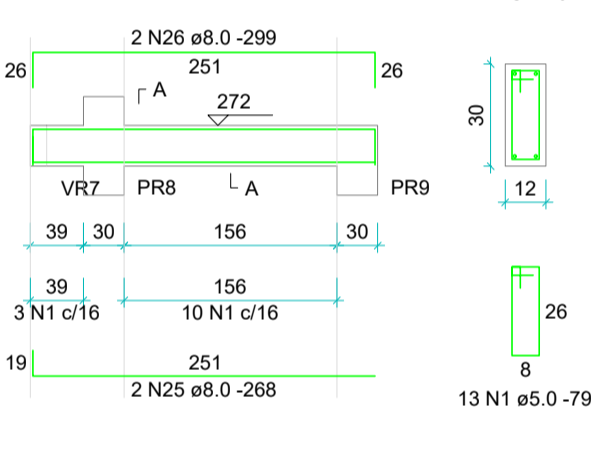 2 N26 ø8.0 -299
26 251 26
A
272
VR7 PR8 A PR9
39 30 156 30
39 156
3 N1 c/16 10 N1 c/16
19 251
2 N25 ø8.0 -268
30
12
26
8
13 N1 ø5.0 -79